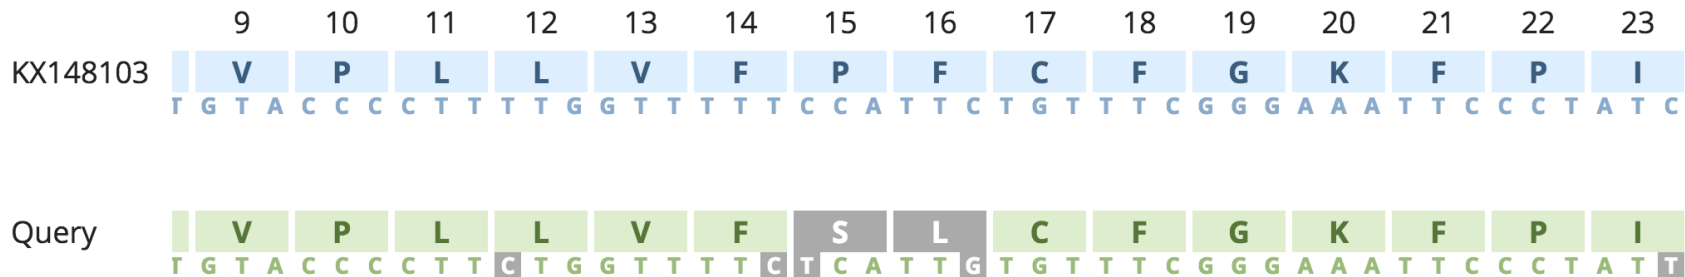 9 10 11 12 13 14 15 16 17 18 19 20 21 22 23
KX148103 V P L L V F P F C F G K F P I
T G T A C C C C T T T T G G T T T T T C C A T T C T G T T T C G G G A A A T T C C C T A T C
Query V P L L V F S L C F G K F P I
T G T A C C C C T T C T G G T T T T C T C A T T G T G T T T C G G G A A A T T C C C T A T T